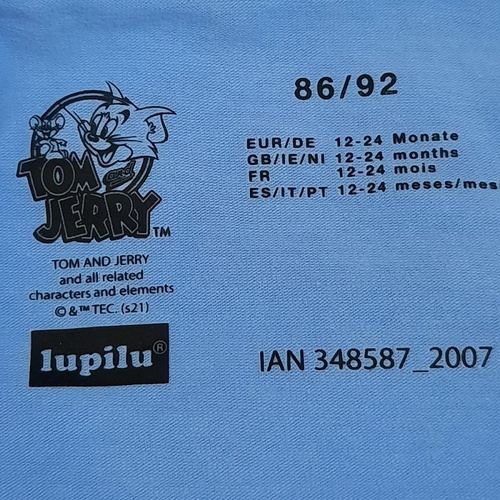 86/92
EUR/DE 12-24 Monate
GB/IE/NI 12-24 months
FR 12-24 mois
ES/IT/PT 12-24 meses/mes
TOM AND
JERRY™
TOM AND JERRY
and all related
characters and elements
© & ™ TEC. (s21)
lupilu®
IAN 348587_2007